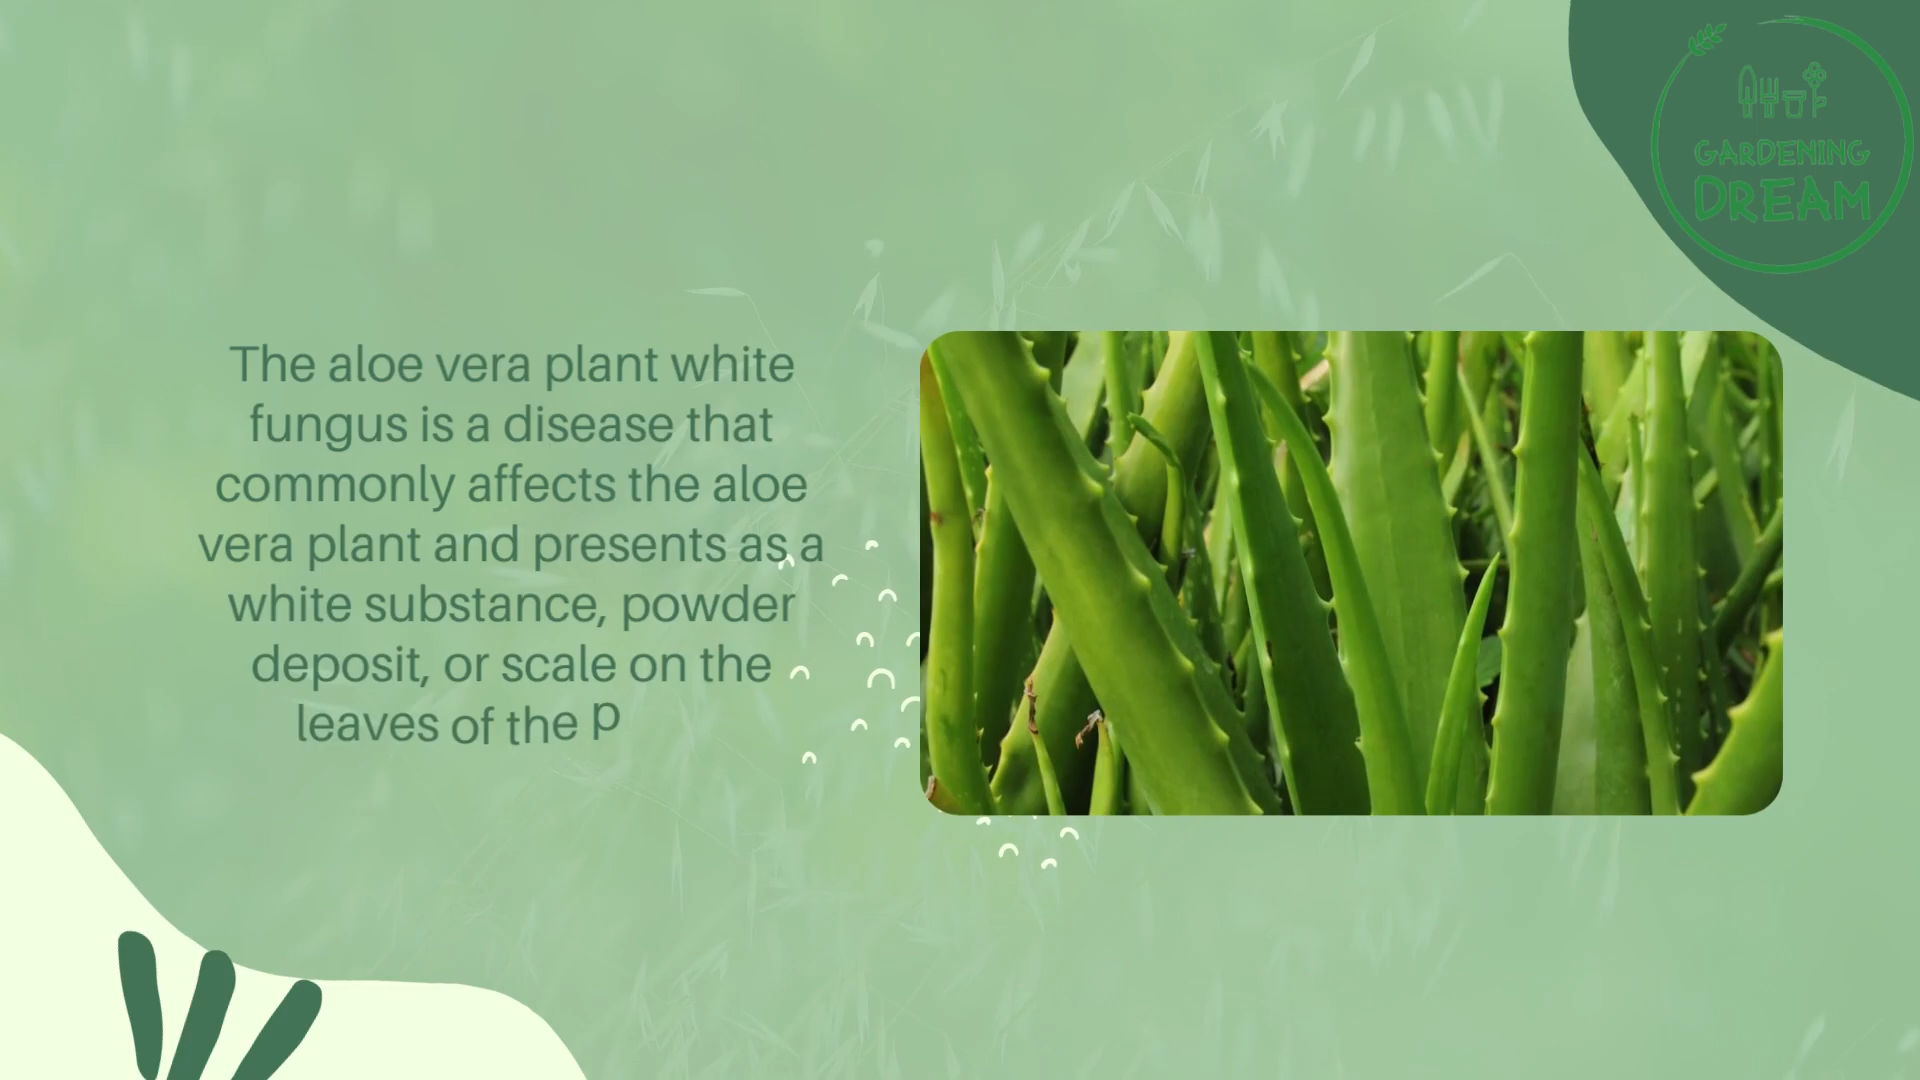 GARDENING
DREAM
The aloe vera plant white
fungus is a disease that
commonly affects the aloe
vera plant and presents as a
white substance, powder
deposit, or scale on the
leaves of the p